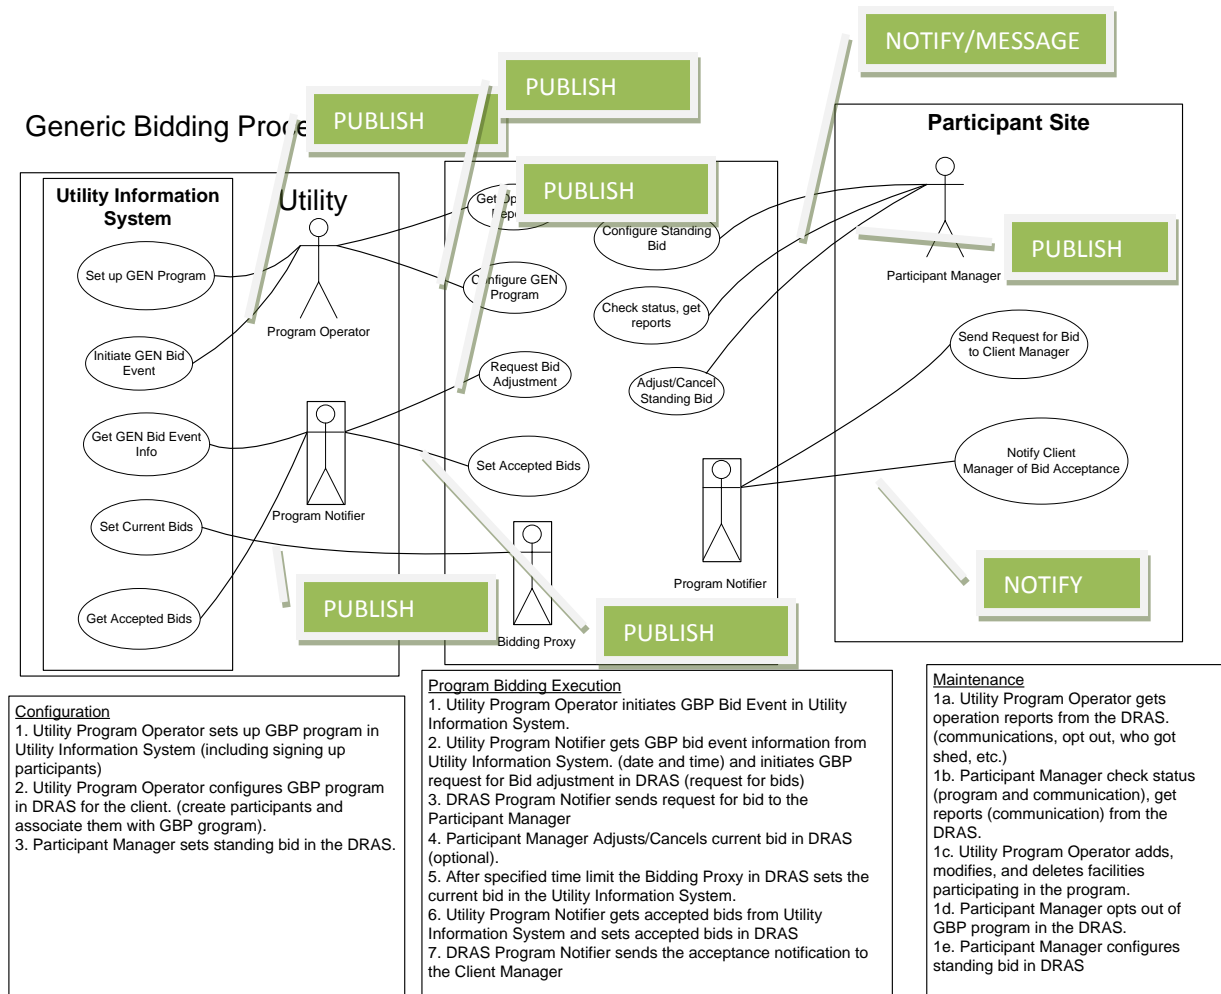 NOTIFY/MESSAGE
PUBLISH
PUBLISH
Generic Bidding
Participant Site
PUBLISH
Utility Information
System
Utility
Configure Standing
Bid
PUBLISH
Set up GEN Program
Participant Manager
Configure GEN
Program
Check status, get
reports
Program Operator
Initiate GEN Bid
Event
Send Request for Bid
to Client Manager
Request Bid
Adjustment
Adjust/Cancel
Standing Bid
Get GEN Bid Event
Info
Set Accepted Bids
Notify Client
Manager of Bid Acceptance
Program Notifier
Set Current Bids
Program Notifier
NOTIFY
PUBLISH
Get Accepted Bids
Bidding Proxy
PUBLISH
Configuration
1. Utility Program Operator sets up GBP program in
Utility Information System (including signing up
participants)
2. Utility Program Operator configures GBP program
in DRAS for the client. (create participants and
associate them with GBP grogram).
3. Participant Manager sets standing bid in the DRAS.
Program Bidding Execution
1. Utility Program Operator initiates GBP Bid Event in Utility
Information System.
2. Utility Program Notifier gets GBP bid event information from
Utility Information System. (date and time) and initiates GBP
request for Bid adjustment in DRAS (request for bids)
3. DRAS Program Notifier sends request for bid to the
Participant Manager
4. Participant Manager Adjusts/Cancels current bid in DRAS
(optional).
5. After specified time limit the Bidding Proxy in DRAS sets the
current bid in the Utility Information System.
6. Utility Program Notifier gets accepted bids from Utility
Information System and sets accepted bids in DRAS
7. DRAS Program Notifier sends the acceptance notification to
the Client Manager
Maintenance
1a. Utility Program Operator gets
operation reports from the DRAS.
(communications, opt out, who got
shed, etc.)
1b. Participant Manager check status
(program and communication), get
reports (communication) from the
DRAS.
1c. Utility Program Operator adds,
modifies, and deletes facilities
participating in the program.
1d. Participant Manager opts out of
GBP program in the DRAS.
1e. Participant Manager configures
standing bid in DRAS